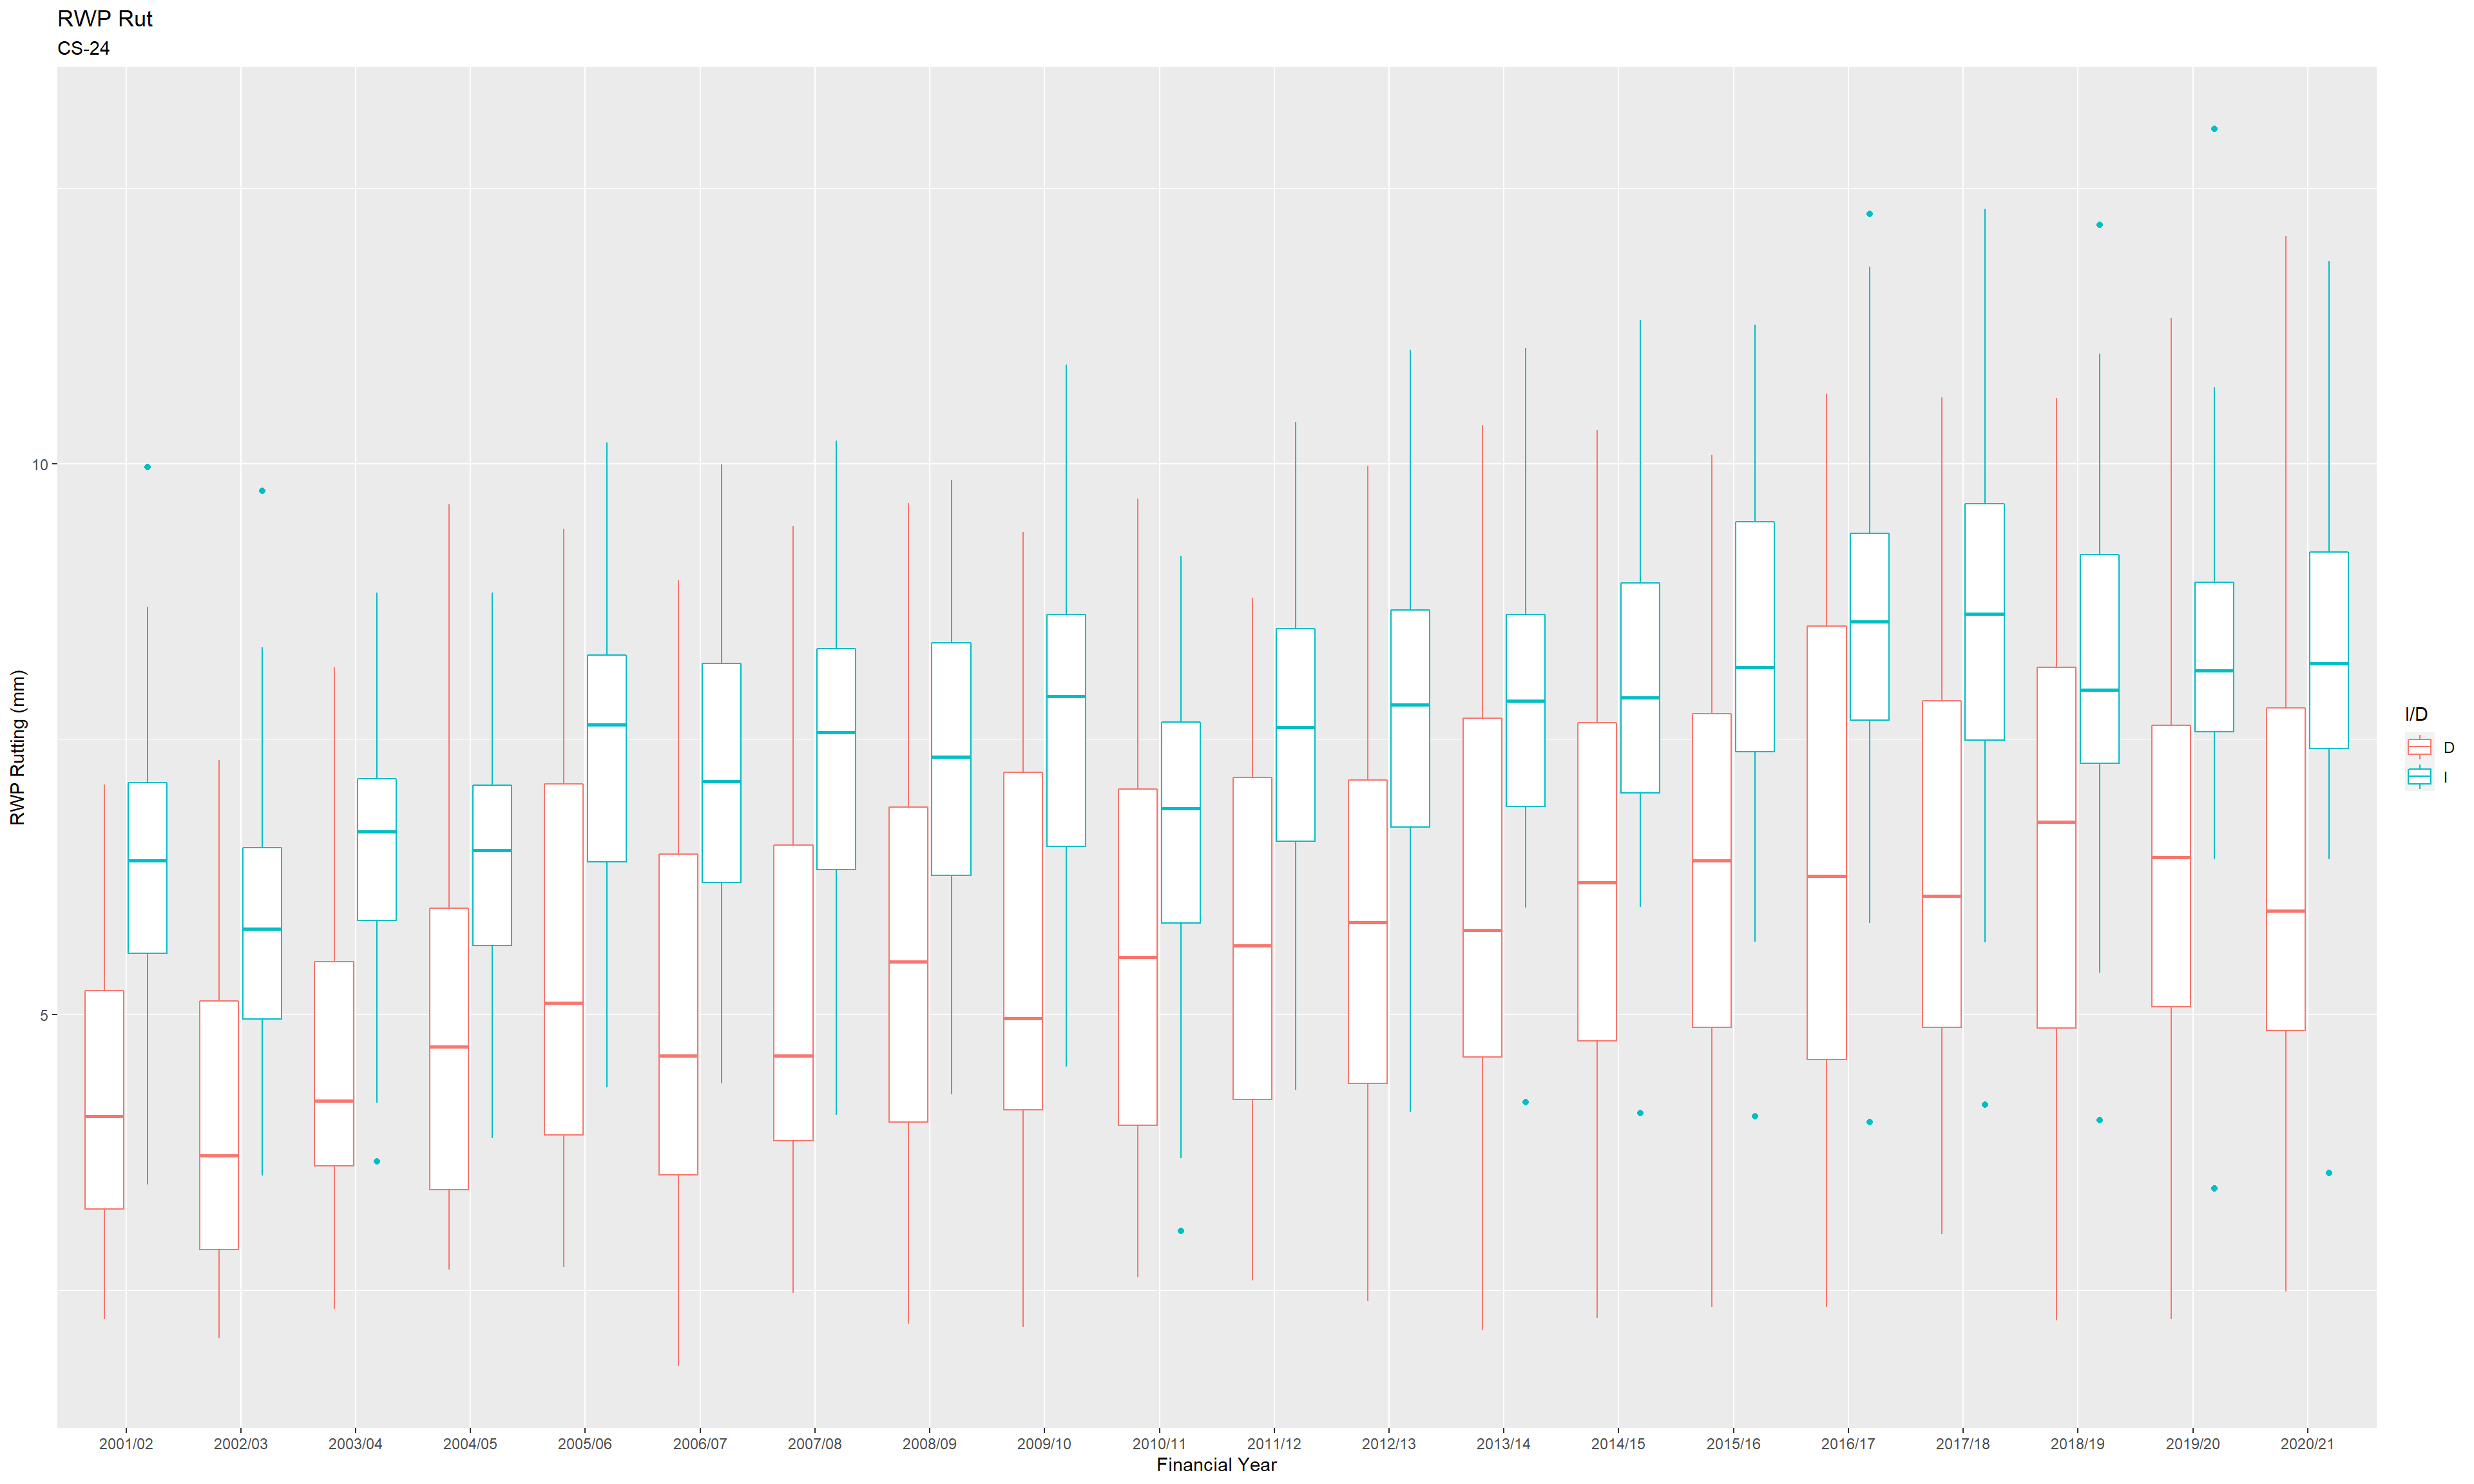 RWP Rut
CS-24
RWP Rutting (mm)
10
5
2001/02 2002/03 2003/04 2004/05 2005/06 2006/07 2007/08 2008/09 2009/10 2010/11 2011/12 2012/13 2013/14 2014/15 2015/16 2016/17 2017/18 2018/19 2019/20 2020/21
Financial Year
I/D
D
I